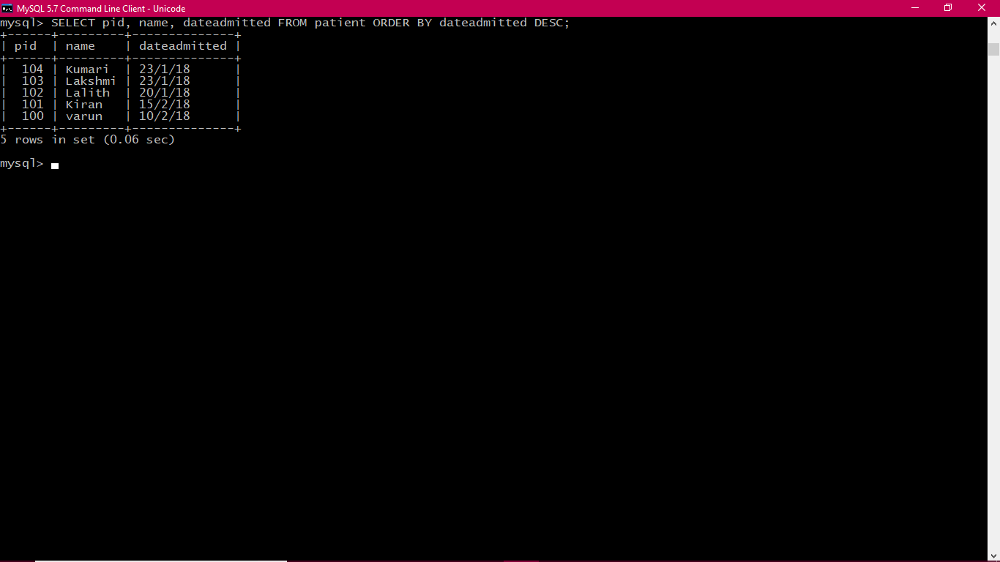 MySQL 5.7 Command Line Client - Unicode
mysql> SELECT pid, name, dateadmitted FROM patient ORDER BY dateadmitted DESC;
+------+---------+--------------+
| pid  | name    | dateadmitted |
+------+---------+--------------+
|  104 | Kumari  | 23/1/18      |
|  103 | Lakshmi | 23/1/18      |
|  102 | Lalith  | 20/1/18      |
|  101 | Kiran   | 15/2/18      |
|  100 | varun   | 10/2/18      |
+------+---------+--------------+
5 rows in set (0.06 sec)
mysql>